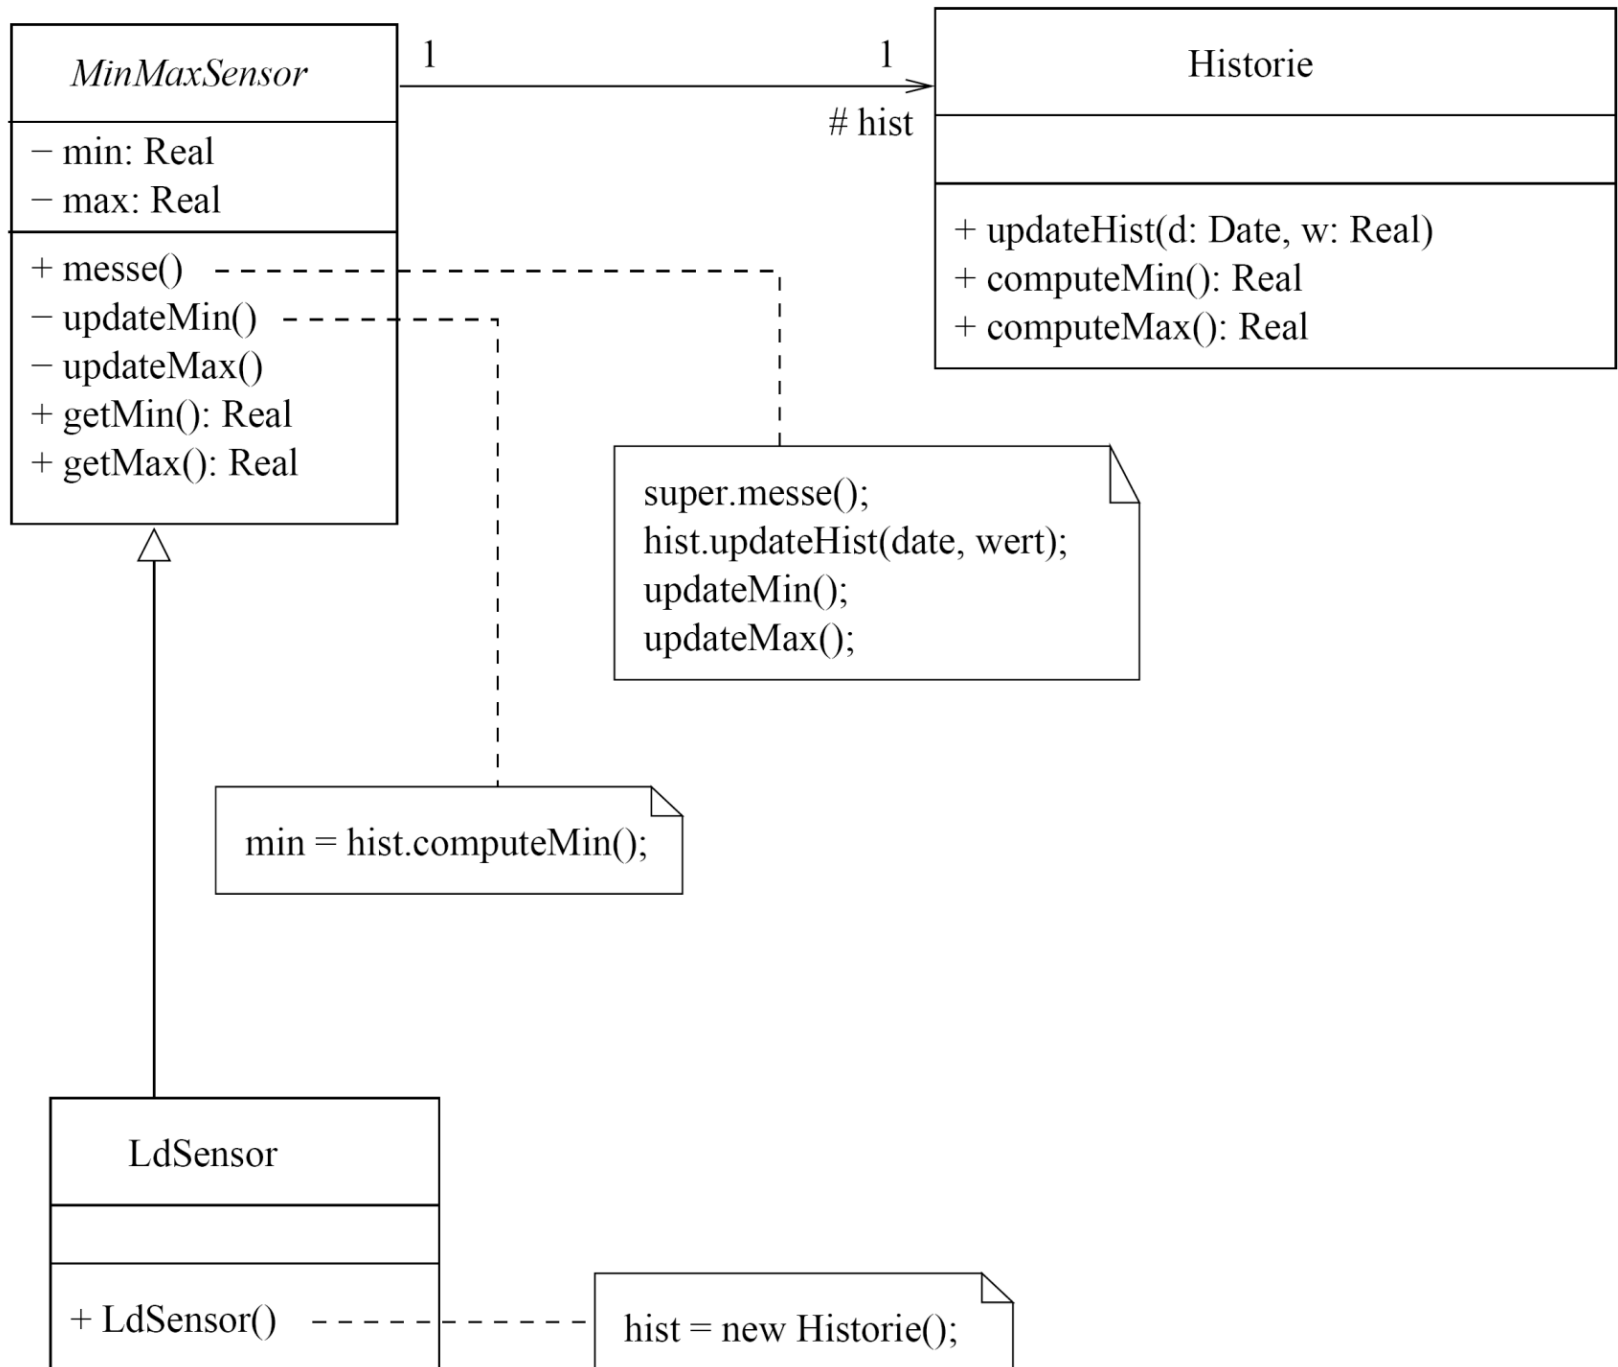 MinMaxSensor
− min: Real
− max: Real
+ messe()
− updateMin()
− updateMax()
+ getMin(): Real
+ getMax(): Real
1
1
# hist
Historie
+ updateHist(d: Date, w: Real)
+ computeMin(): Real
+ computeMax(): Real
super.messe();
hist.updateHist(date, wert);
updateMin();
updateMax();
min = hist.computeMin();
LdSensor
+ LdSensor()
hist = new Historie();